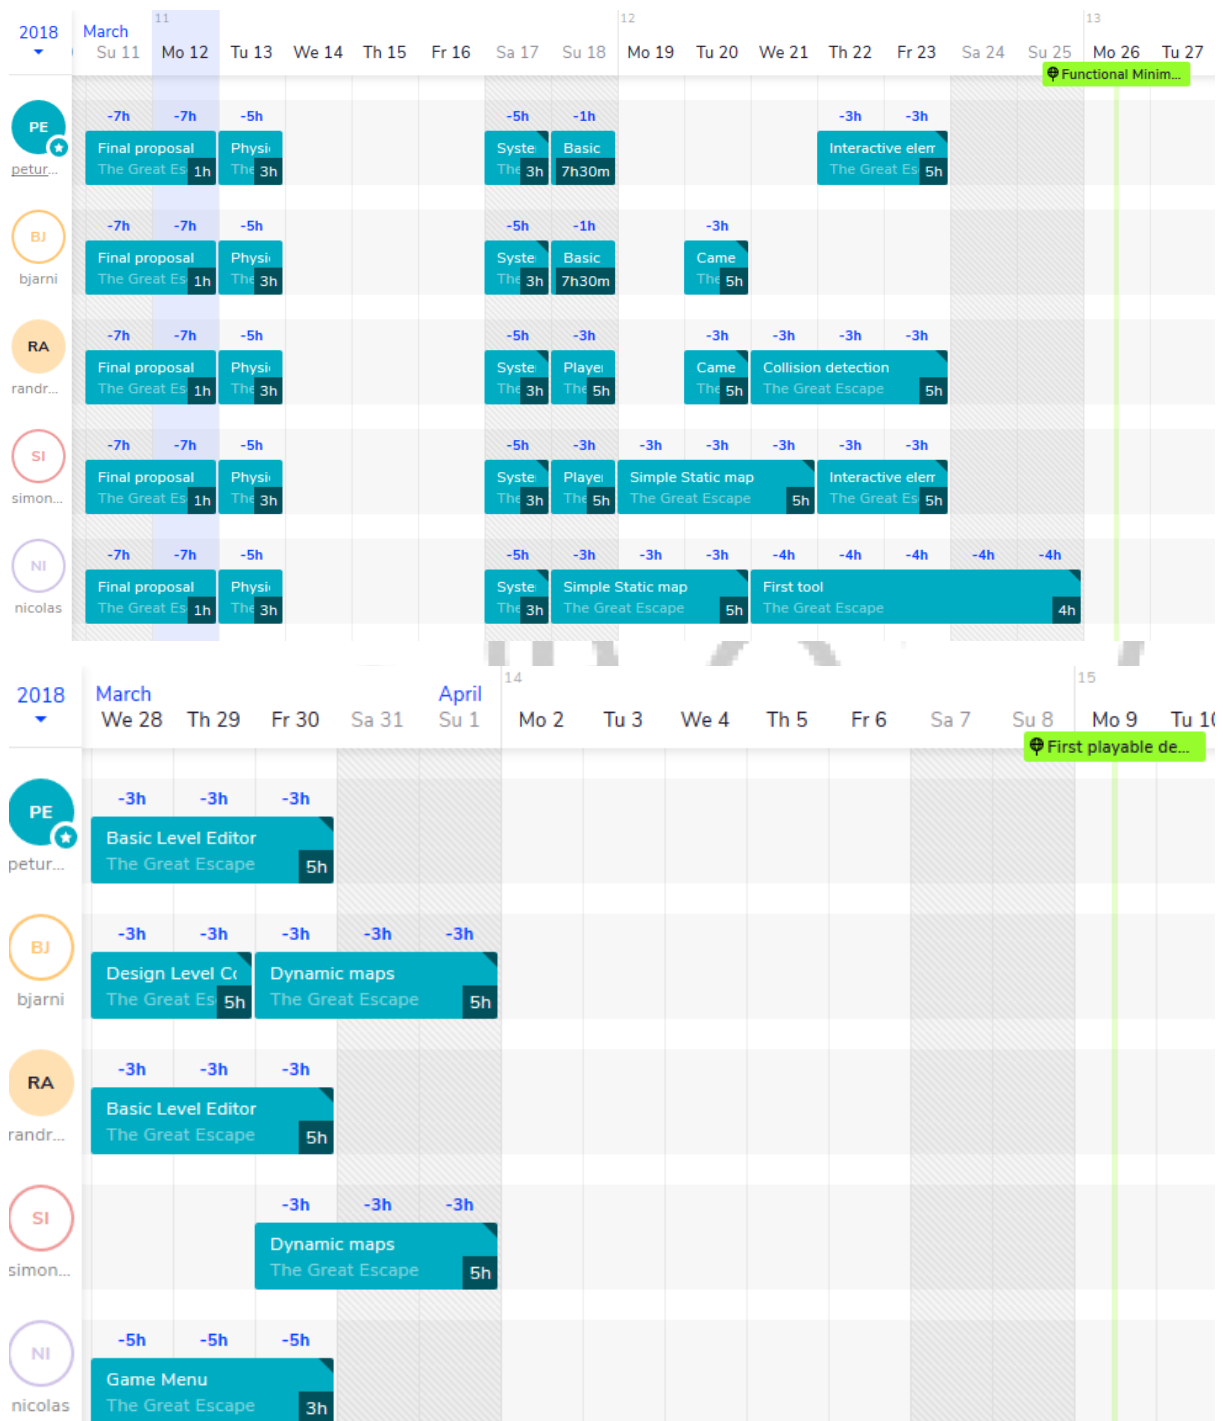 11 12 13
2018 March
Su 11 Mo 12 Tu 13 We 14 Th 15 Fr 16 Sa 17 Su 18 Mo 19 Tu 20 We 21 Th 22 Fr 23 Sa 24 Su 25 Mo 26 Tu 27
Functional Minim...
-7h -7h -5h -5h -1h -3h -3h
PE
Final proposal Physi Syste Basic Interactive elem
The Great Es 1h The 3h The 3h 7h30m The Great Es 5h
petur...
-7h -7h -5h -5h -1h -3h
BJ
Final proposal Physi Syste Basic Came
The Great Es 1h The 3h The 3h 7h30m The 5h
bjarni
-7h -7h -5h -5h -3h -3h -3h -3h -3h
RA
Final proposal Physi Syste Playe Came Collision detection
The Great Es 1h The 3h The 3h The 5h The 5h The Great Escape 5h
randr...
-7h -7h -5h -5h -3h -3h -3h -3h -3h -3h
SI
Final proposal Physi Syste Playe Simple Static map Interactive elem
The Great Es 1h The 3h The 3h The 5h The Great Escape 5h The Great Es 5h
simon...
-7h -7h -5h -5h -3h -3h -3h -4h -4h -4h -4h -4h
NI
Final proposal Physi Syste Simple Static map First tool
The Great Es 1h The 3h The 3h The Great Escape 5h The Great Escape 4h
nicolas
14 15
2018 March April
We 28 Th 29 Fr 30 Sa 31 Su 1 Mo 2 Tu 3 We 4 Th 5 Fr 6 Sa 7 Su 8 Mo 9 Tu 10
First playable de...
-3h -3h -3h
PE
Basic Level Editor
The Great Escape 5h
petur...
-3h -3h -3h -3h -3h
BJ
Design Level Co Dynamic maps
The Great Es 5h The Great Escape 5h
bjarni
-3h -3h -3h
RA
Basic Level Editor
The Great Escape 5h
randr...
-3h -3h -3h
SI
Dynamic maps
The Great Escape 5h
simon...
-5h -5h -5h
NI
Game Menu
The Great Escape 3h
nicolas